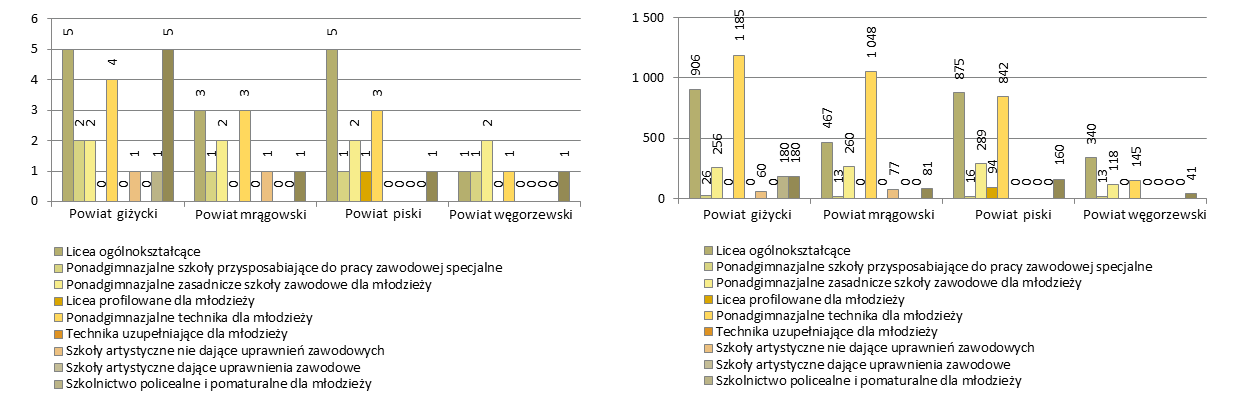 6
5
4
3
2
1
0
5 2 2 0 4 0 1 0 1 5
3 1 2 0 3 0 1 0 0 1
5 1 2 1 3 0 0 0 0 1
1 1 2 0 1 0 0 0 0 1
Powiat giżycki Powiat mrągowski Powiat piski Powiat węgorzewski
Licea ogólnokształcące
Ponadgimnazjalne szkoły przysposabiające do pracy zawodowej specjalne
Ponadgimnazjalne zasadnicze szkoły zawodowe dla młodzieży
Licea profilowane dla młodzieży
Ponadgimnazjalne technika dla młodzieży
Technika uzupełniające dla młodzieży
Szkoły artystyczne nie dające uprawnień zawodowych
Szkoły artystyczne dające uprawnienia zawodowe
Szkolnictwo policealne i pomaturalne dla młodzieży
1 500
1 000
500
0
906 26 256 0 1 185 0 60 0 180 180
467 13 260 0 1 048 0 77 0 0 81
875 16 289 94 842 0 0 0 0 160
340 13 118 0 145 0 0 0 0 41
Powiat giżycki Powiat mrągowski Powiat piski Powiat węgorzewski
Licea ogólnokształcące
Ponadgimnazjalne szkoły przysposabiające do pracy zawodowej specjalne
Ponadgimnazjalne zasadnicze szkoły zawodowe dla młodzieży
Licea profilowane dla młodzieży
Ponadgimnazjalne technika dla młodzieży
Technika uzupełniające dla młodzieży
Szkoły artystyczne nie dające uprawnień zawodowych
Szkoły artystyczne dające uprawnienia zawodowe
Szkolnictwo policealne i pomaturalne dla młodzieży